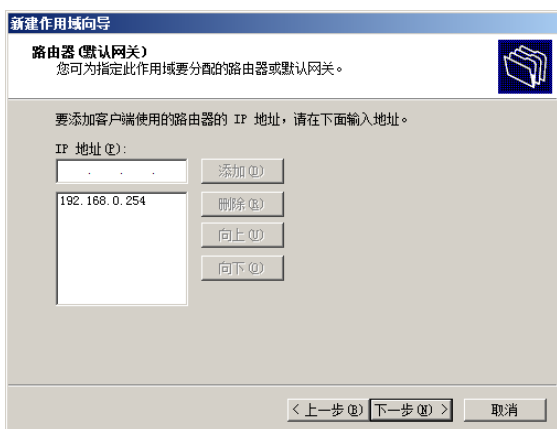 新建作用域向导
路由器(默认网关)
您可为指定此作用域要分配的路由器或默认网关。
要添加客户端使用的路由器的 IP 地址，请在下面输入地址。
IP 地址(P):
. . .
添加(D)
192.168.0.254
删除(R)
向上(U)
向下(O)
< 上一步(B)
下一步(N) >
取消